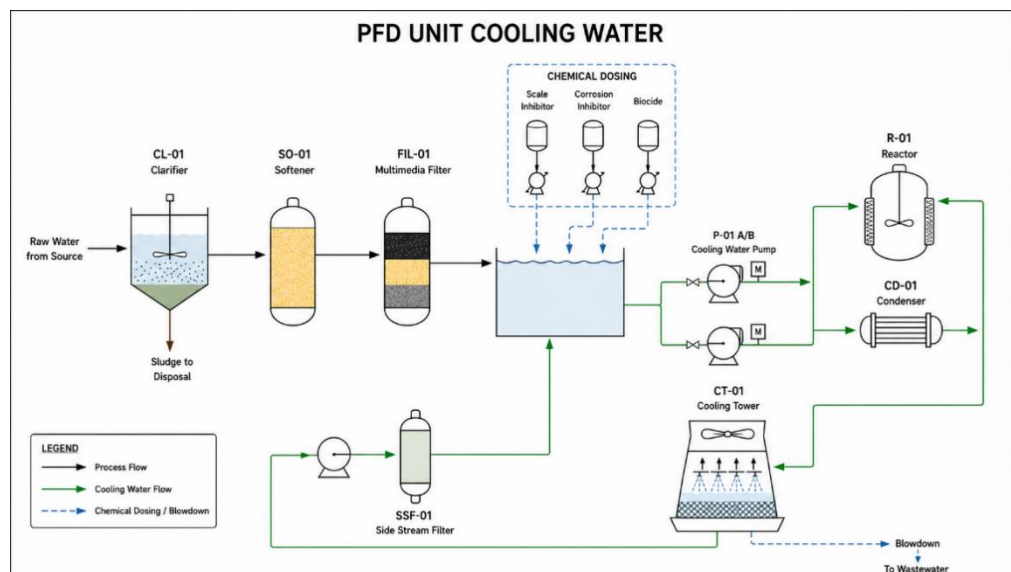 PFD UNIT COOLING WATER
CHEMICAL DOSING
Scale
Inhibitor
Corrosion
Inhibitor
Biocide
CL-01
Clarifier
SO-01
Softener
FIL-01
Multimedia Filter
R-01
Reactor
Raw Water
from Source
P-01 A/B
Cooling Water Pump
M
M
CD-01
Condenser
Sludge to
Disposal
CT-01
Cooling Tower
LEGEND
Process Flow
Cooling Water Flow
Chemical Dosing / Blowdown
SSF-01
Side Stream Filter
Blowdown
To Wastewater